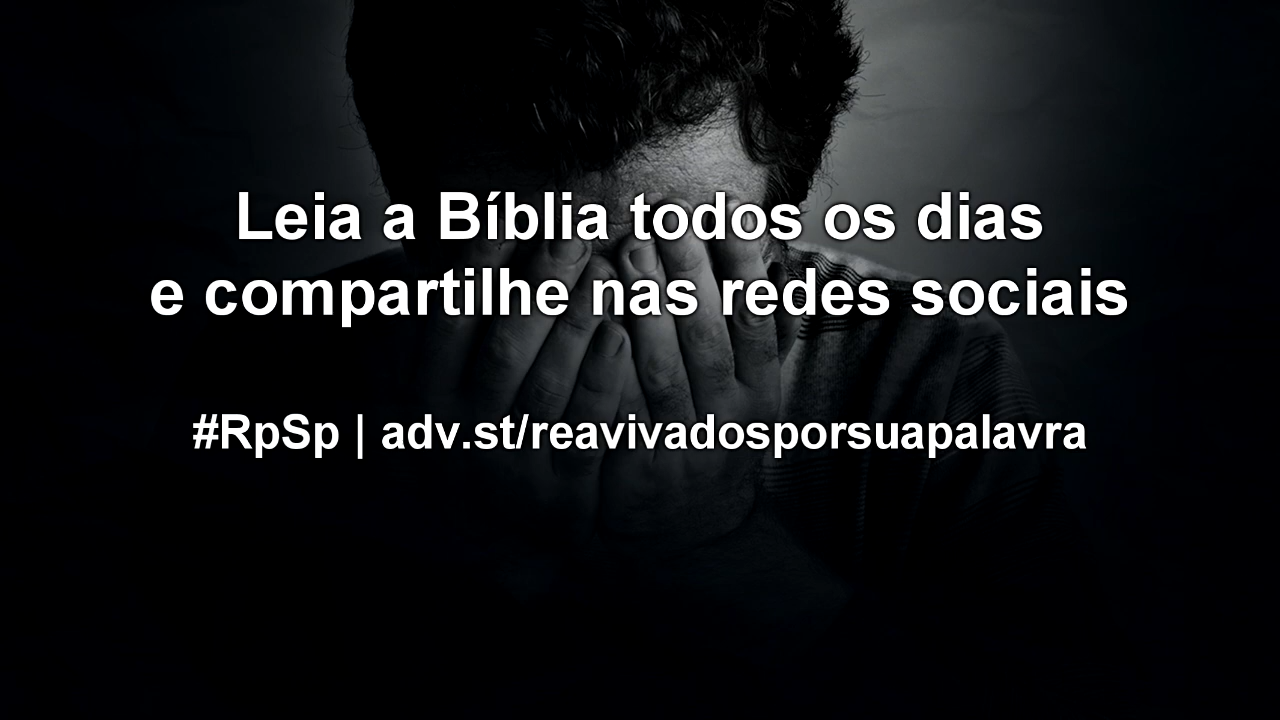 Leia a Bíblia todos os dias
e compartilhe nas redes sociais
#RpSp | adv.st/reavivadosporsuapalavra